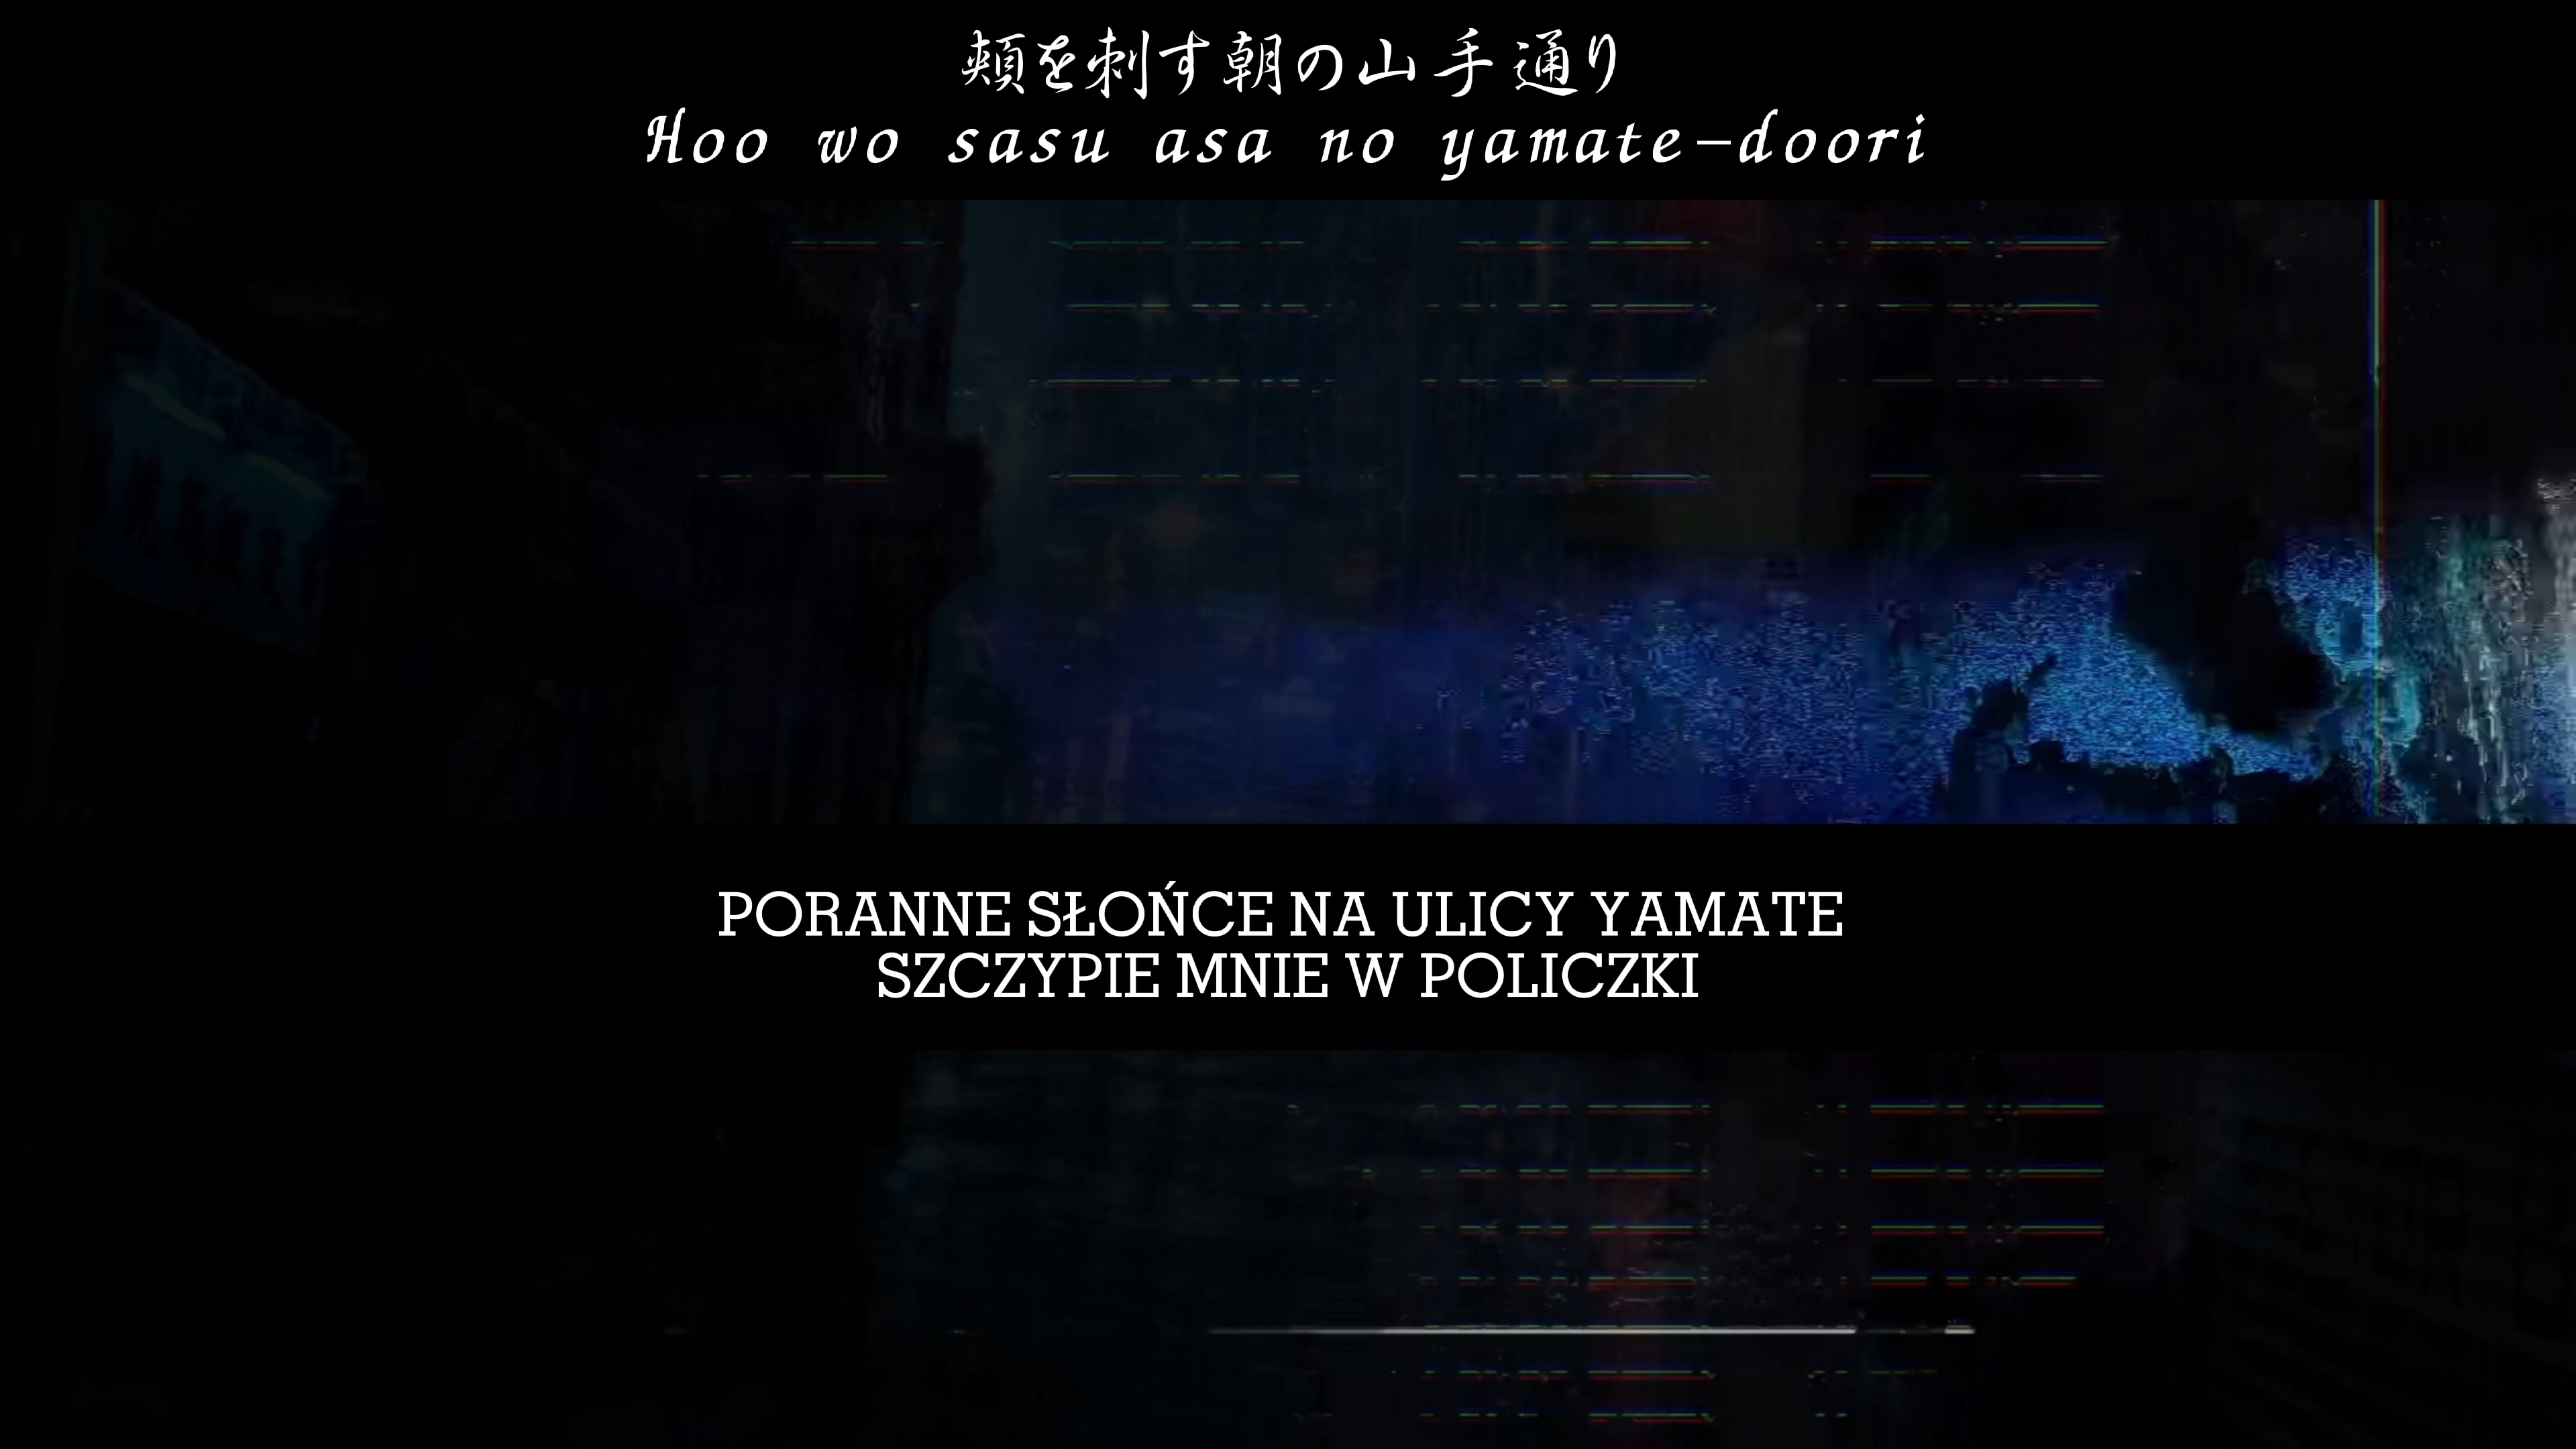 頬を刺す朝の山手通り
Hoo wo sasu asa no yamate-doori
PORANNE SŁOŃCE NA ULICY YAMATE
SZCZYPIE MNIE W POLICZKI